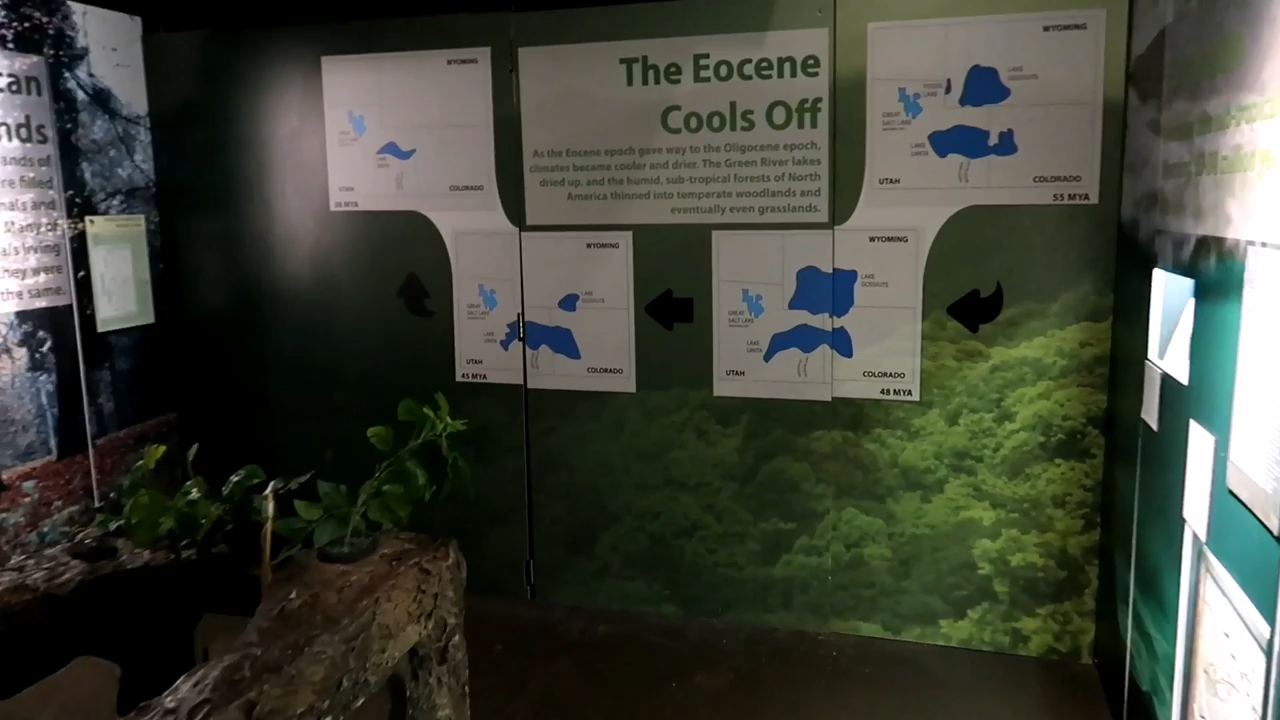 can
nds
ands of
re filled
nals and
Many of
als living
hey were
the same.
WYOMING
GREAT
LAKE
UTAH
COLORADO
The Eocene
Cools Off
As the Eocene epoch gave way to the Oligocene epoch,
climates became cooler and drier. The Green River lakes
dried up, and the humid, sub-tropical forests of North
America thinned into temperate woodlands and
eventually even grasslands.
WYOMING
LAKE
GOSIUTE
LAKE
GREAT
SALT LAKE
LAKE
UINTA
UTAH
COLORADO
55 MYA
WYOMING
GREAT
SALT LAKE
LAKE
GOSIUTE
LAKE
UINTA
UTAH
COLORADO
45 MYA
WYOMING
LAKE
GOSIUTE
GREAT
SALT LAKE
LAKE
UINTA
UTAH
COLORADO
48 MYA